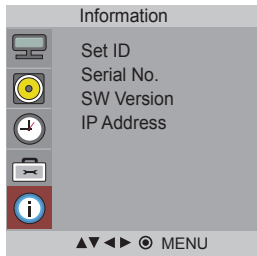 Information
Set ID
Serial No.
SW Version
IP Address
▲▼◄► ◉ MENU